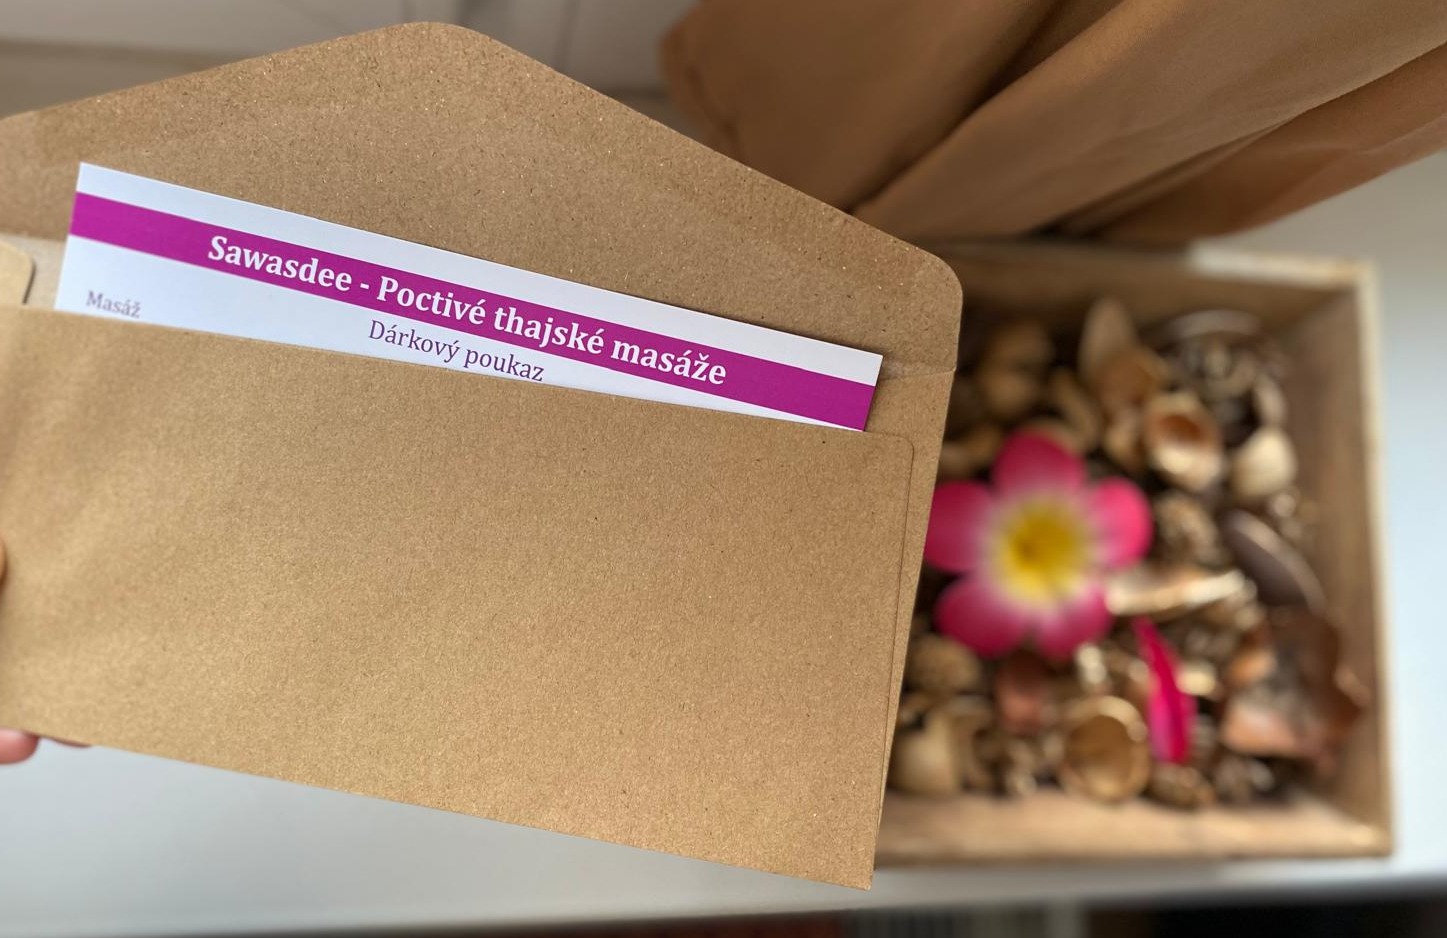 Sawasdee - Poctivé thajské masáže
Dárkový poukaz
Masáž